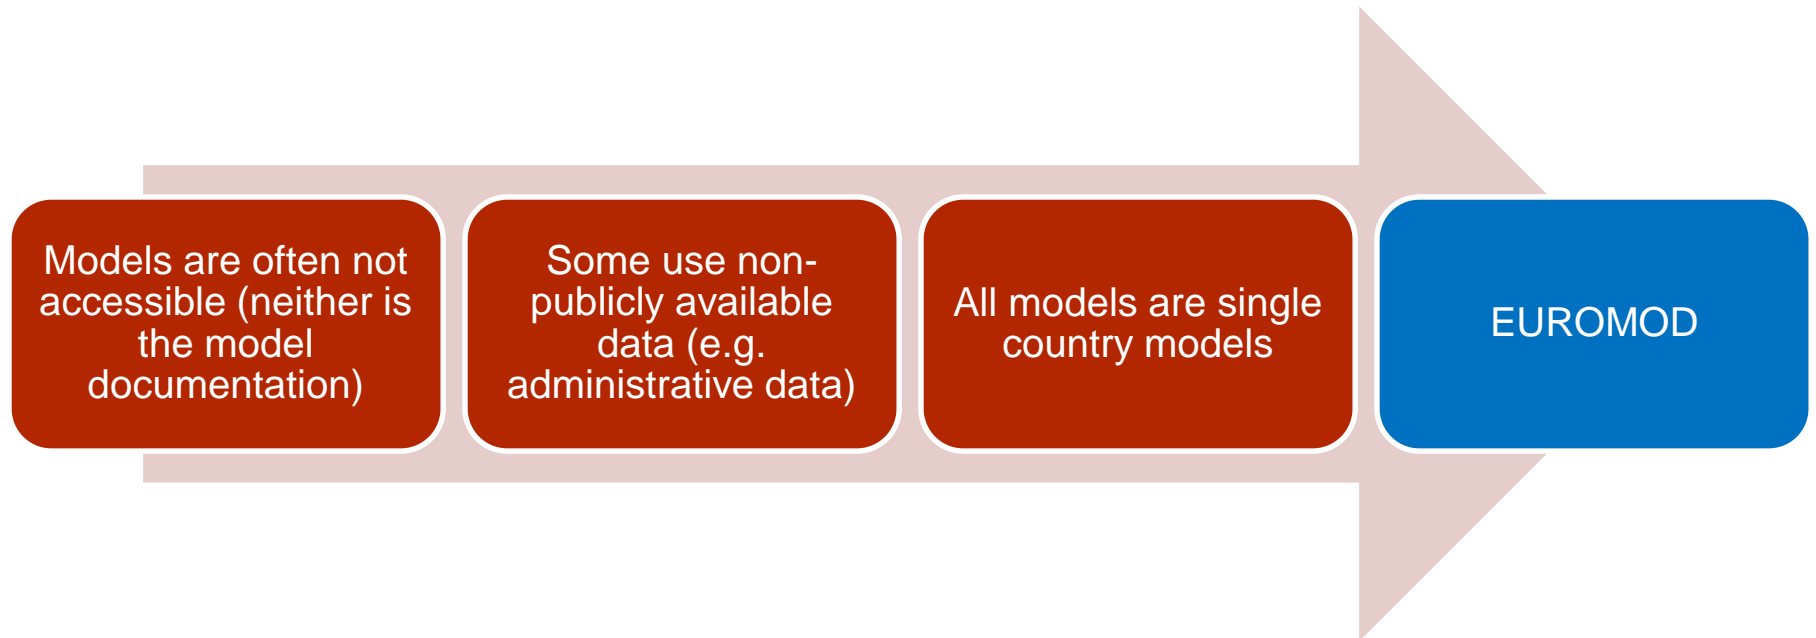 Models are often not
accessible (neither is
the model
documentation)
Some use non-
publicly available
data (e.g.
administrative data)
All models are single
country models
EUROMOD